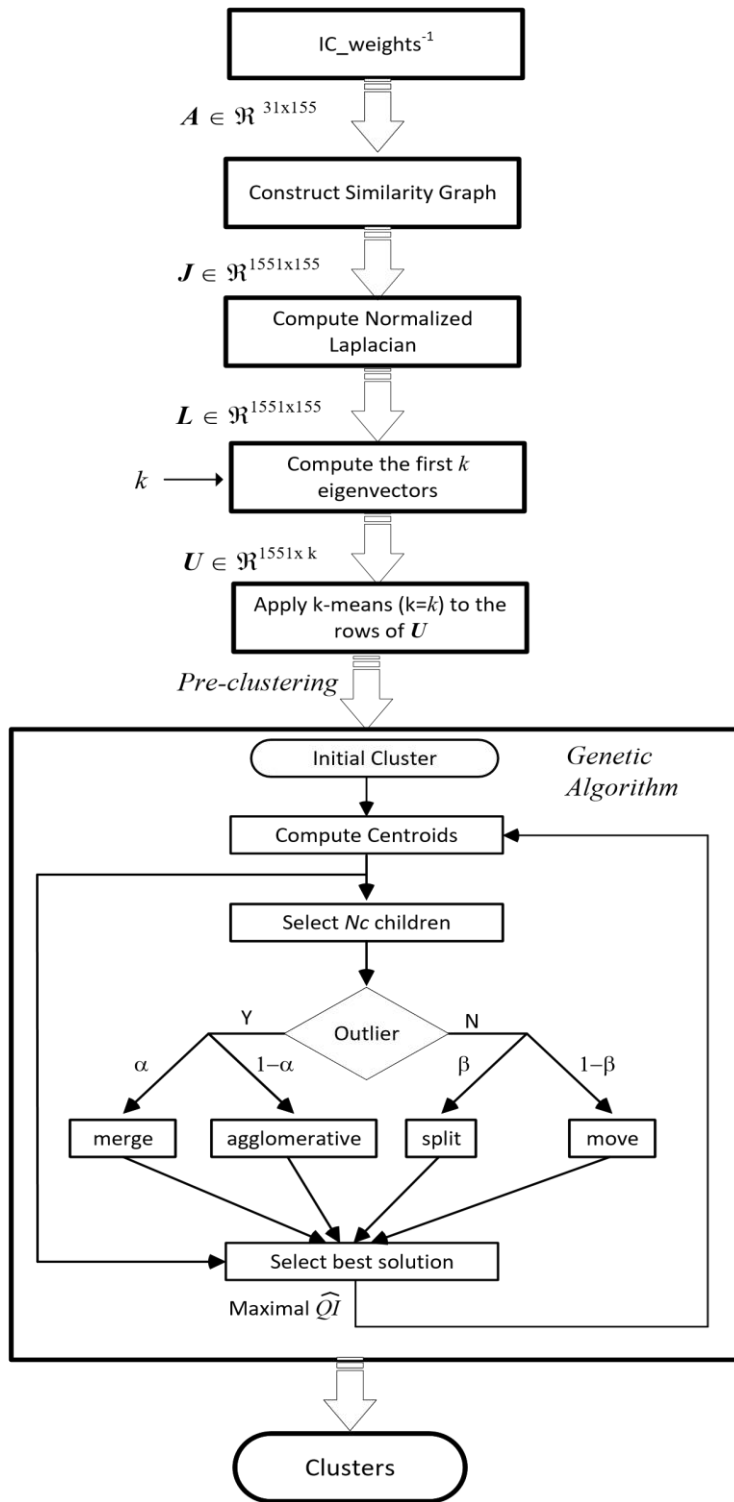 IC_weights⁻¹
A ∈ ℜ 31x155
Construct Similarity Graph
J ∈ ℜ1551x155
Compute Normalized
Laplacian
L ∈ ℜ1551x155
k
Compute the first k
eigenvectors
U ∈ ℜ1551x k
Apply k-means (k=k) to the
rows of U
Pre-clustering
Initial Cluster
Genetic
Algorithm
Compute Centroids
Select Nc children
Y
Outlier
N
α
1−α
β
1−β
merge
agglomerative
split
move
Select best solution
Maximal Q̂I
Clusters